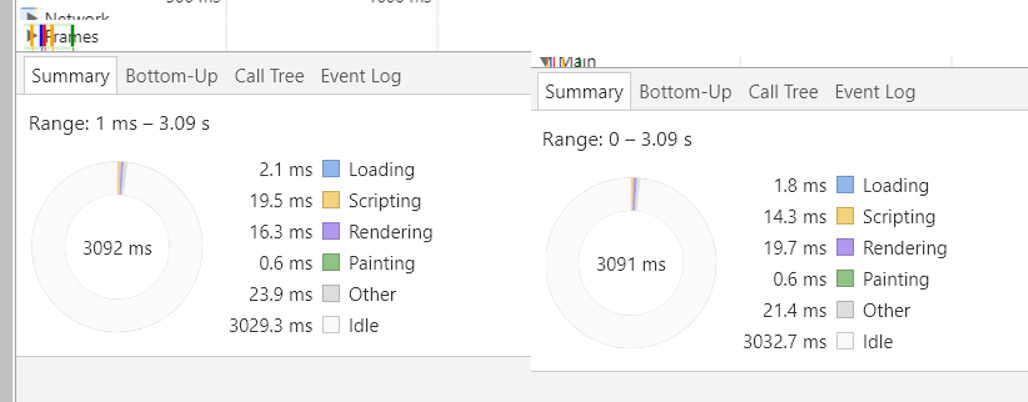 500 ms 1000 ms
Network
Frames
Summary Bottom-Up Call Tree Event Log
Range: 1 ms – 3.09 s
3092 ms
2.1 ms Loading
19.5 ms Scripting
16.3 ms Rendering
0.6 ms Painting
23.9 ms Other
3029.3 ms Idle
Main
Summary Bottom-Up Call Tree Event Log
Range: 0 – 3.09 s
3091 ms
1.8 ms Loading
14.3 ms Scripting
19.7 ms Rendering
0.6 ms Painting
21.4 ms Other
3032.7 ms Idle